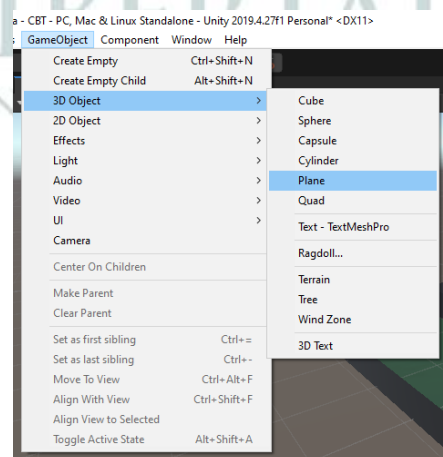 a - CBT - PC, Mac & Linux Standalone - Unity 2019.4.27f1 Personal* <DX11>
s GameObject Component Window Help
Create Empty Ctrl+Shift+N
Create Empty Child Alt+Shift+N
3D Object >
2D Object >
Effects >
Light >
Audio >
Video >
UI >
Camera
Center On Children
Make Parent
Clear Parent
Set as first sibling Ctrl+=
Set as last sibling Ctrl+-
Move To View Ctrl+Alt+F
Align With View Ctrl+Shift+F
Align View to Selected
Toggle Active State Alt+Shift+A
Cube
Sphere
Capsule
Cylinder
Plane
Quad
Text - TextMeshPro
Ragdoll...
Terrain
Tree
Wind Zone
3D Text